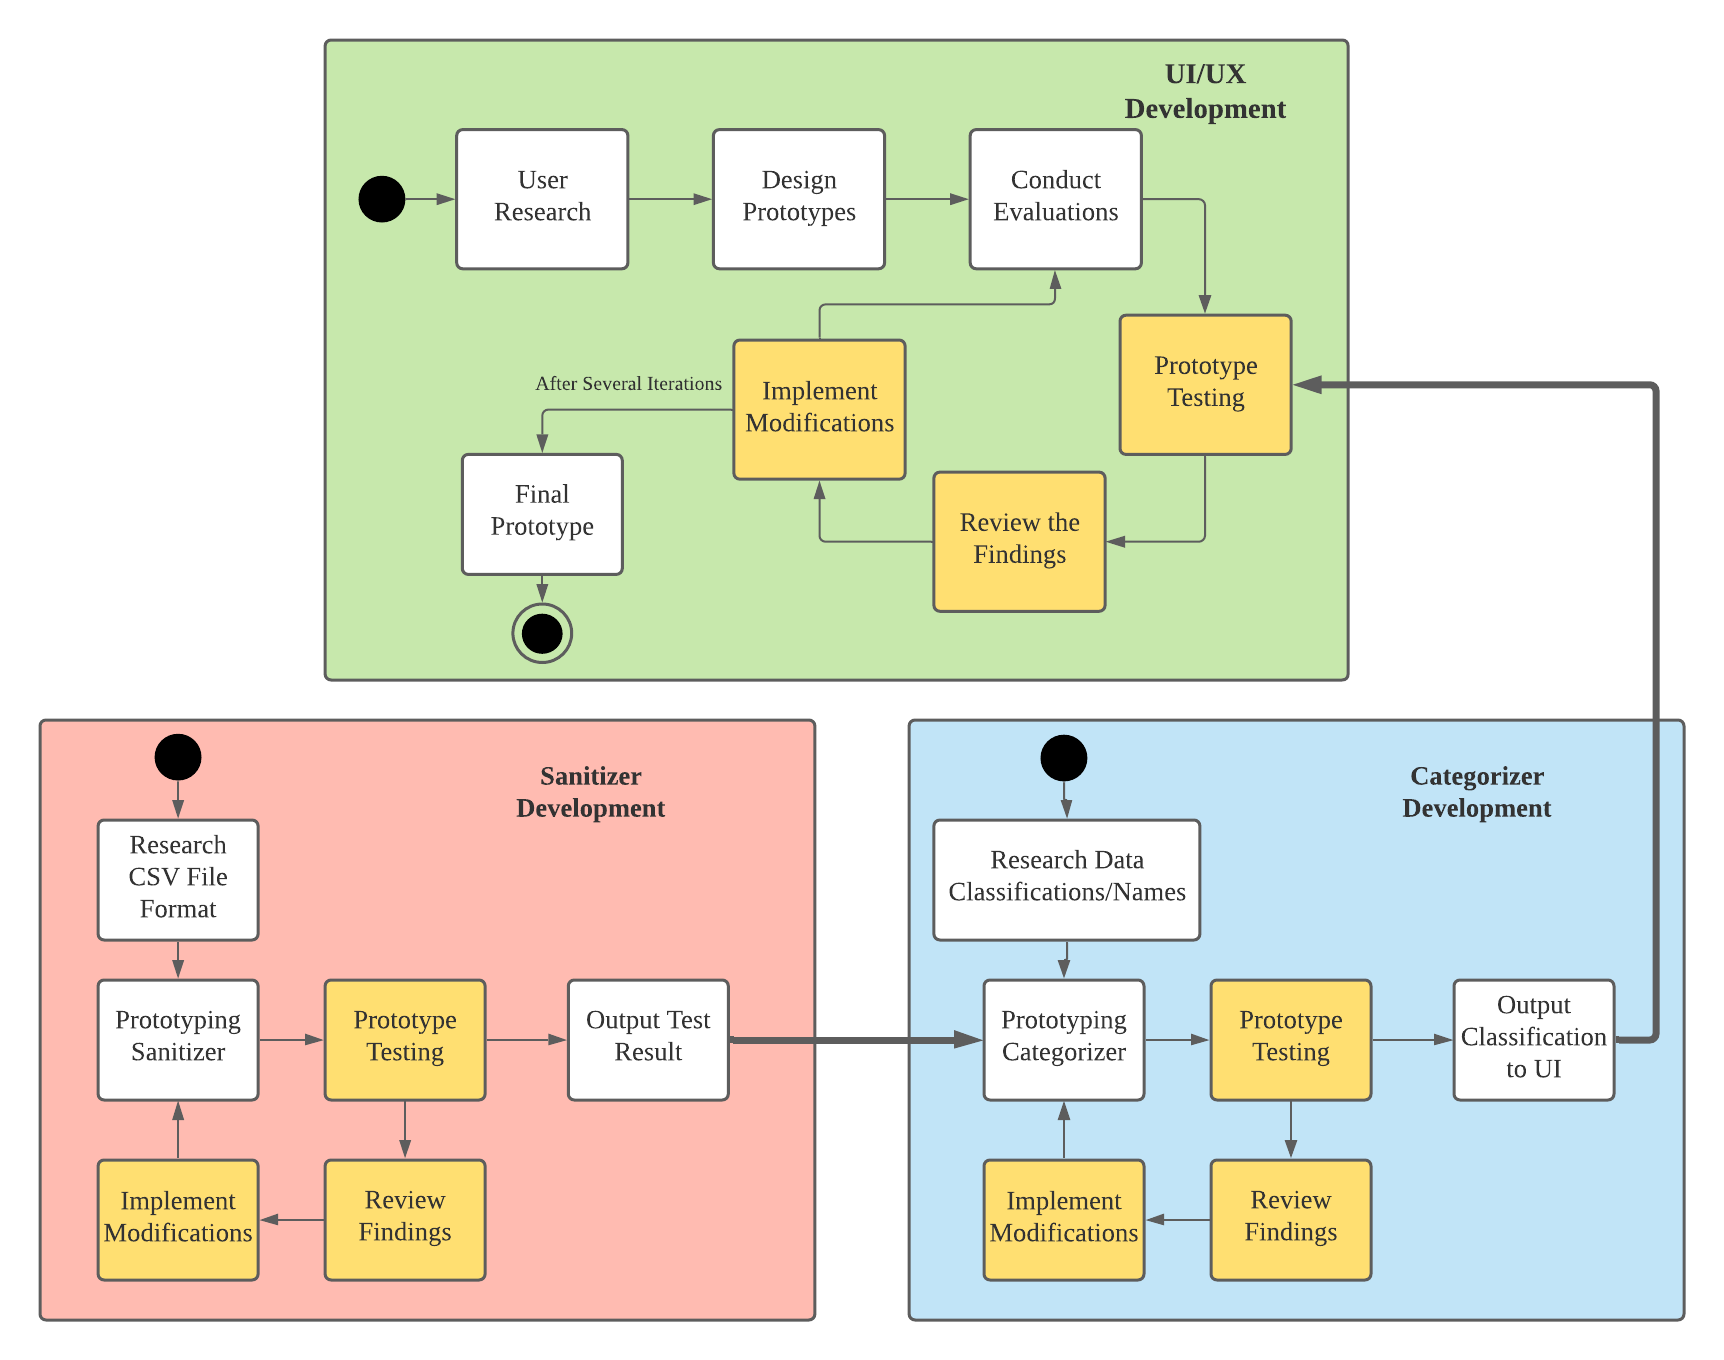 UI/UX
Development
User
Research
Design
Prototypes
Conduct
Evaluations
Prototype
Testing
After Several Iterations
Implement
Modifications
Final
Prototype
Review the
Findings
Sanitizer
Development
Research
CSV File
Format
Prototyping
Sanitizer
Prototype
Testing
Output Test
Result
Implement
Modifications
Review
Findings
Categorizer
Development
Research Data
Classifications/Names
Prototyping
Categorizer
Prototype
Testing
Output
Classification
to UI
Implement
Modifications
Review
Findings